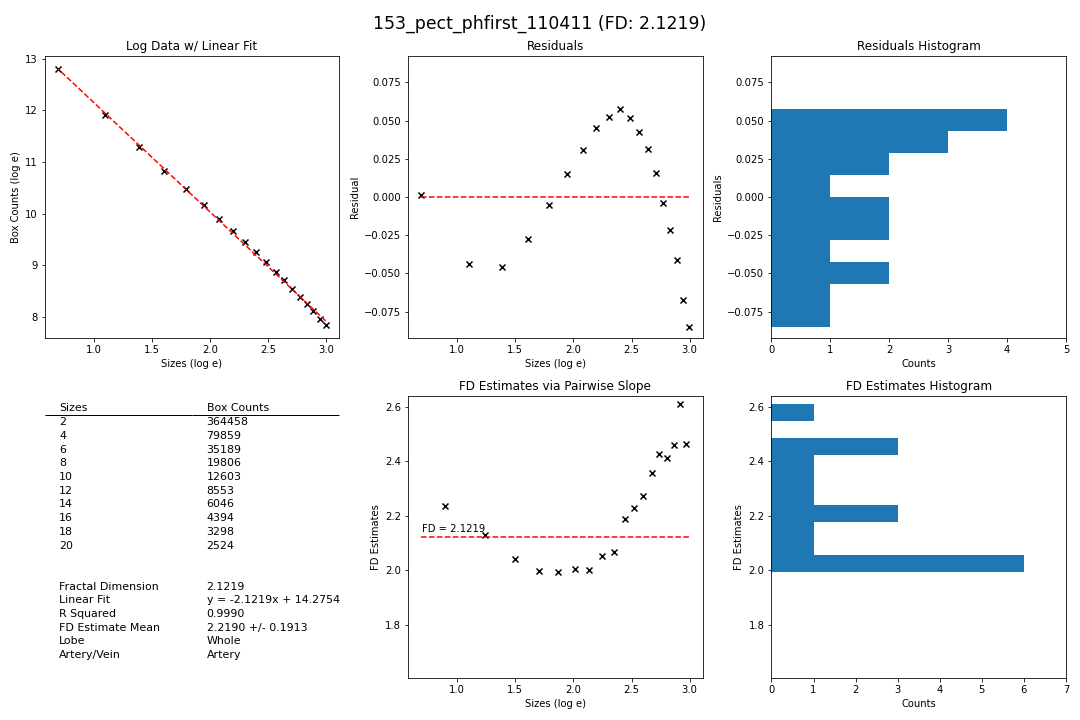 153_pect_phfirst_110411 (FD: 2.1219)
Log Data w/ Linear Fit
Box Counts (log e)
13
12
11
10
9
8
1.0 1.5 2.0 2.5 3.0
Sizes (log e)
Residuals
Residual
0.075
0.050
0.025
0.000
−0.025
−0.050
−0.075
1.0 1.5 2.0 2.5 3.0
Sizes (log e)
Residuals Histogram
Residuals
0.075
0.050
0.025
0.000
−0.025
−0.050
−0.075
0 1 2 3 4 5
Counts
Sizes Box Counts
2 364458
4 79859
6 35189
8 19806
10 12603
12 8553
14 6046
16 4394
18 3298
20 2524
Fractal Dimension 2.1219
Linear Fit y = -2.1219x + 14.2754
R Squared 0.9990
FD Estimate Mean 2.2190 +/- 0.1913
Lobe Whole
Artery/Vein Artery
FD Estimates via Pairwise Slope
FD Estimates
2.6
2.4
2.2
2.0
1.8
FD = 2.1219
1.0 1.5 2.0 2.5 3.0
Sizes (log e)
FD Estimates Histogram
FD Estimates
2.6
2.4
2.2
2.0
1.8
0 1 2 3 4 5 6 7
Counts